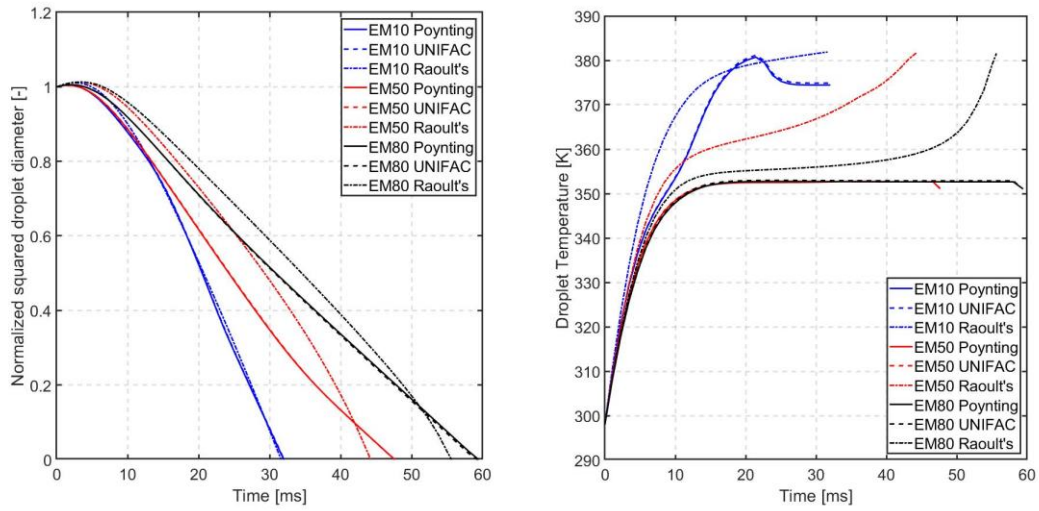 1.2
1
0.8
0.6
0.4
0.2
0
Normalized squared droplet diameter [-]
EM10 Poynting
EM10 UNIFAC
EM10 Raoult's
EM50 Poynting
EM50 UNIFAC
EM50 Raoult's
EM80 Poynting
EM80 UNIFAC
EM80 Raoult's
0 10 20 30 40 50 60
Time [ms]
390
380
370
360
350
340
330
320
310
300
290
Droplet Temperature [K]
EM10 Poynting
EM10 UNIFAC
EM10 Raoult's
EM50 Poynting
EM50 UNIFAC
EM50 Raoult's
EM80 Poynting
EM80 UNIFAC
EM80 Raoult's
0 10 20 30 40 50 60
Time [ms]